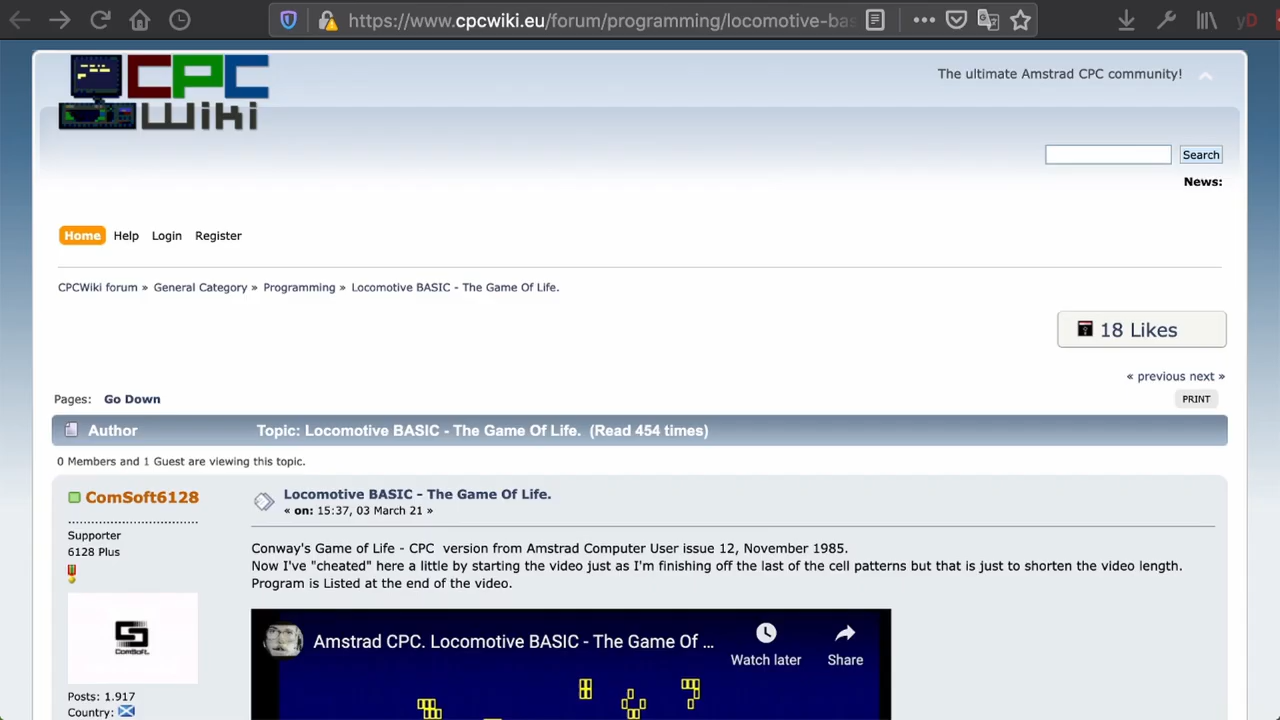 https://www.cpcwiki.eu/forum/programming/locomotive-bas
yD
CPC
Wiki
The ultimate Amstrad CPC community!
Search
News:
Home Help Login Register
CPCWiki forum » General Category » Programming » Locomotive BASIC - The Game Of Life.
18 Likes
« previous next »
Pages: Go Down
PRINT
Author Topic: Locomotive BASIC - The Game Of Life. (Read 454 times)
0 Members and 1 Guest are viewing this topic.
ComSoft6128
Supporter
6128 Plus
ComSoft
Posts: 1.917
Country:
Locomotive BASIC - The Game Of Life.
« on: 15:37, 03 March 21 »
Conway's Game of Life - CPC version from Amstrad Computer User issue 12, November 1985.
Now I've "cheated" here a little by starting the video just as I'm finishing off the last of the cell patterns but that is just to shorten the video length.
Program is Listed at the end of the video.
Amstrad CPC. Locomotive BASIC - The Game Of ...
Watch later
Share